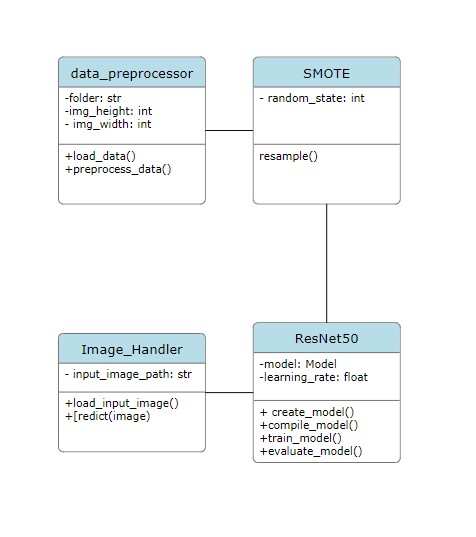 data_preprocessor
-folder: str
-img_height: int
- img_width: int
+load_data()
+preprocess_data()
SMOTE
- random_state: int
resample()
Image_Handler
- input_image_path: str
+load_input_image()
+[redict(image)
ResNet50
-model: Model
-learning_rate: float
+ create_model()
+compile_model()
+train_model()
+evaluate_model()